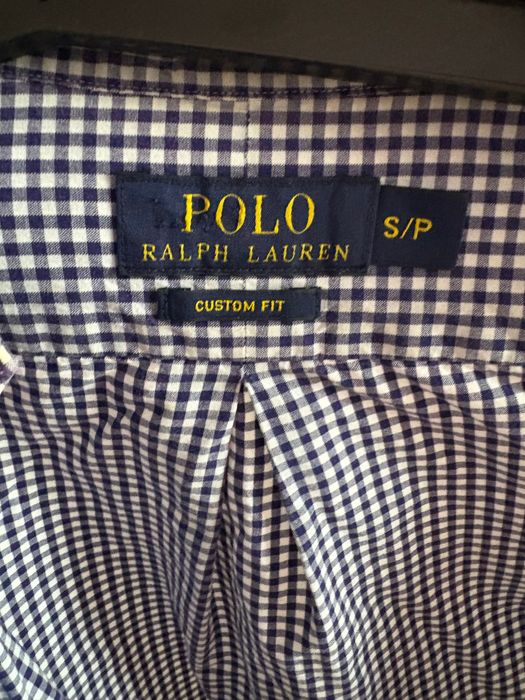 POLO
RALPH LAUREN
S/P
CUSTOM FIT